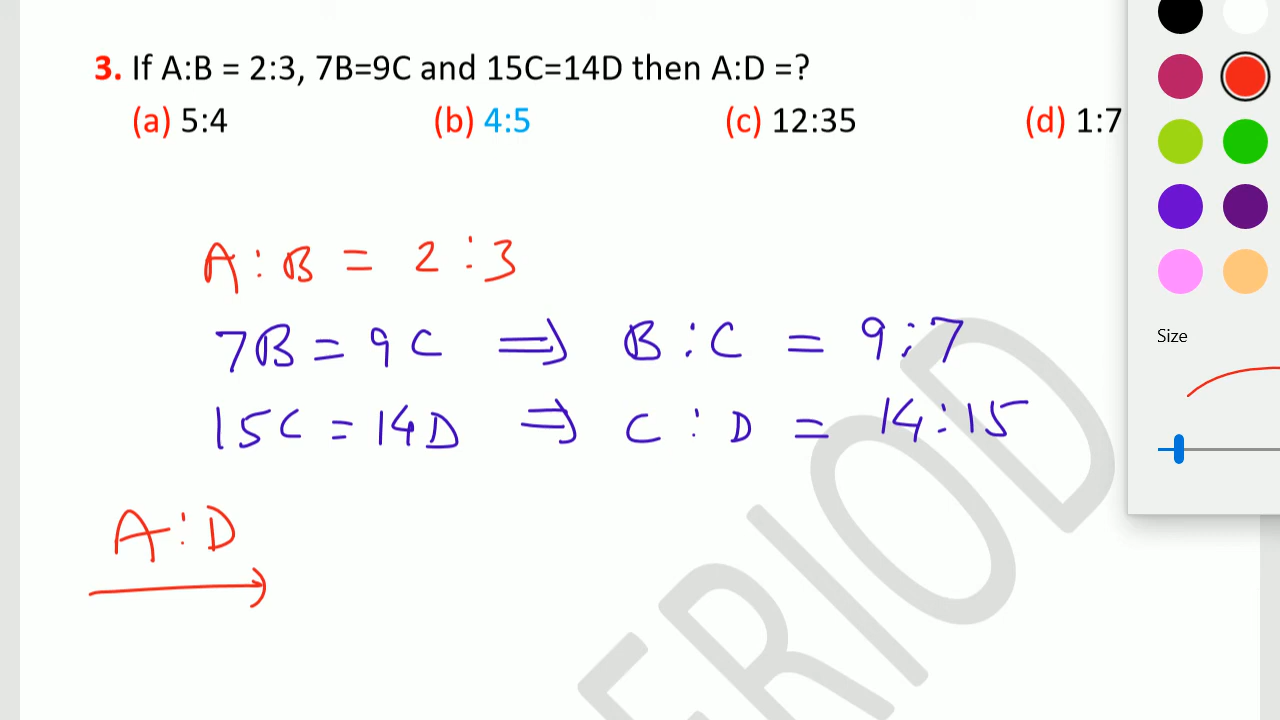 3. If A:B = 2:3, 7B=9C and 15C=14D then A:D =?
(a) 5:4 (b) 4:5 (c) 12:35 (d) 1:7
A:B = 2:3
7B=9C ⟹ B:C = 9:7
15C=14D ⇒ C:D = 14:15
Size
A:D
ERIOD